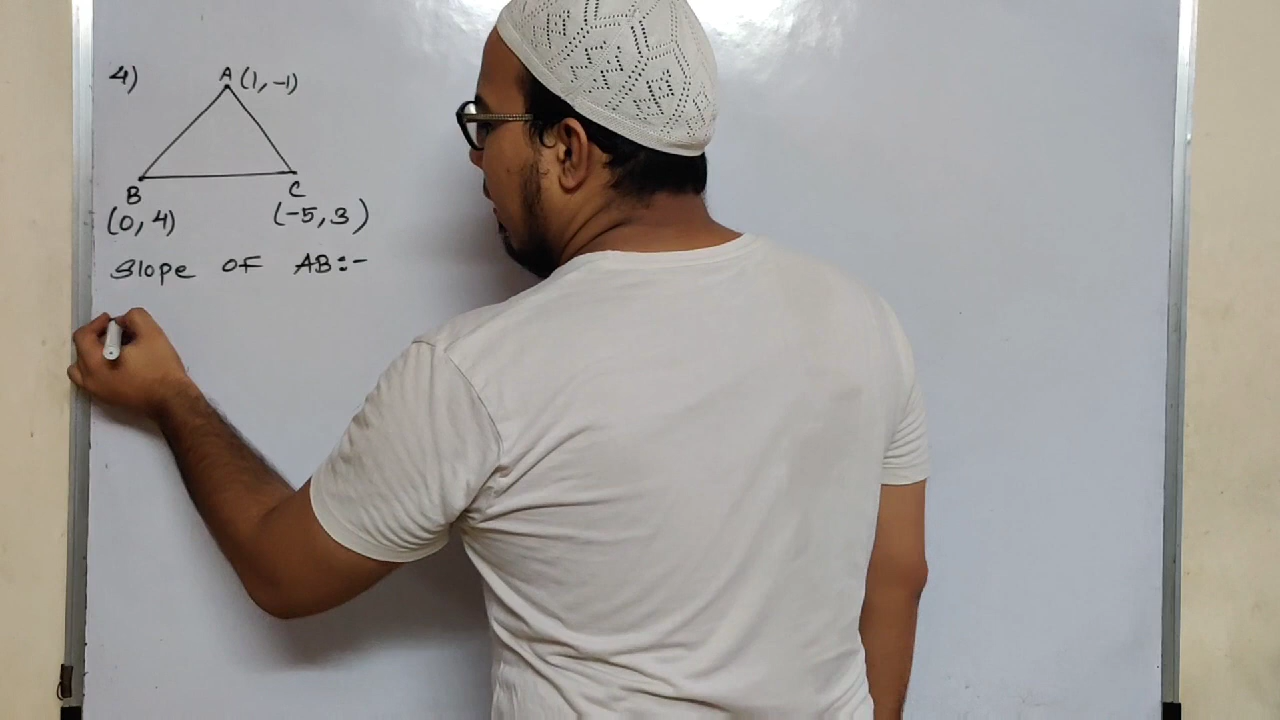 4)
A (1, -1)
B
C
(0, 4)
(-5, 3)
Slope OF AB:-